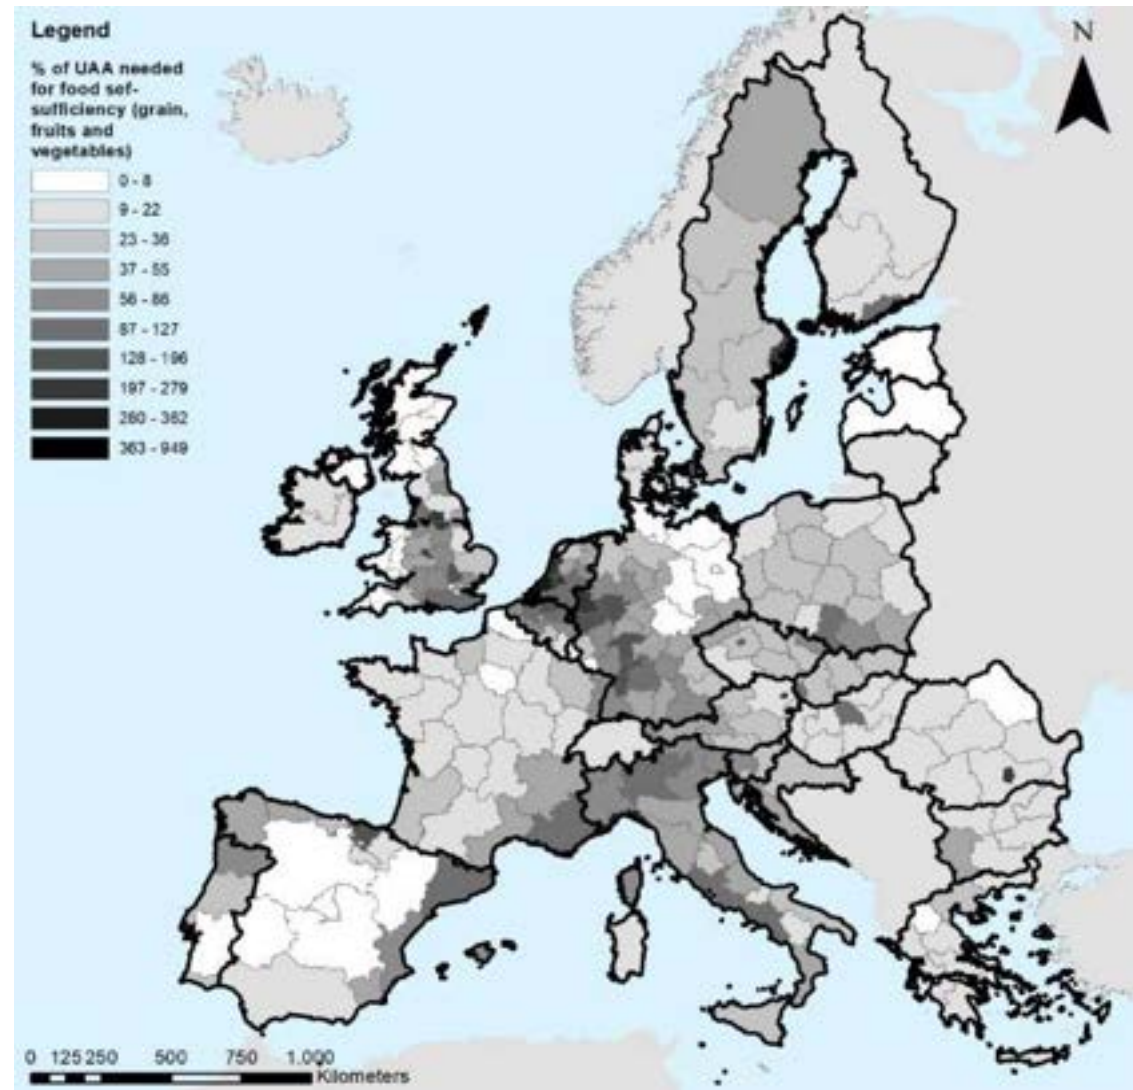 Legend
% of UAA needed
for food sef-
sufficiency (grain,
fruits and
vegetables)
0 - 8
9 - 22
23 - 36
37 - 55
56 - 86
87 - 127
128 - 196
197 - 279
280 - 362
363 - 949
N
0 125 250 500 750 1.000
Kilometers